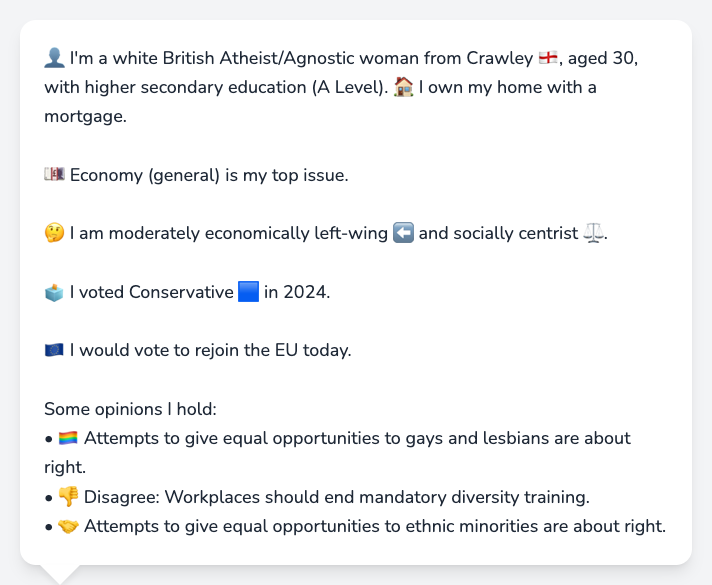 👤 I'm a white British Atheist/Agnostic woman from Crawley 🏴󠁧󠁢󠁥󠁮󠁧󠁿, aged 30,
with higher secondary education (A Level). 🏠 I own my home with a
mortgage.
💷 Economy (general) is my top issue.
🤔 I am moderately economically left-wing ⬅️ and socially centrist ⚖️.
🗳️ I voted Conservative 🟦 in 2024.
🇪🇺 I would vote to rejoin the EU today.
Some opinions I hold:
• 🏳️‍🌈 Attempts to give equal opportunities to gays and lesbians are about
right.
• 👎 Disagree: Workplaces should end mandatory diversity training.
• 🤝 Attempts to give equal opportunities to ethnic minorities are about right.